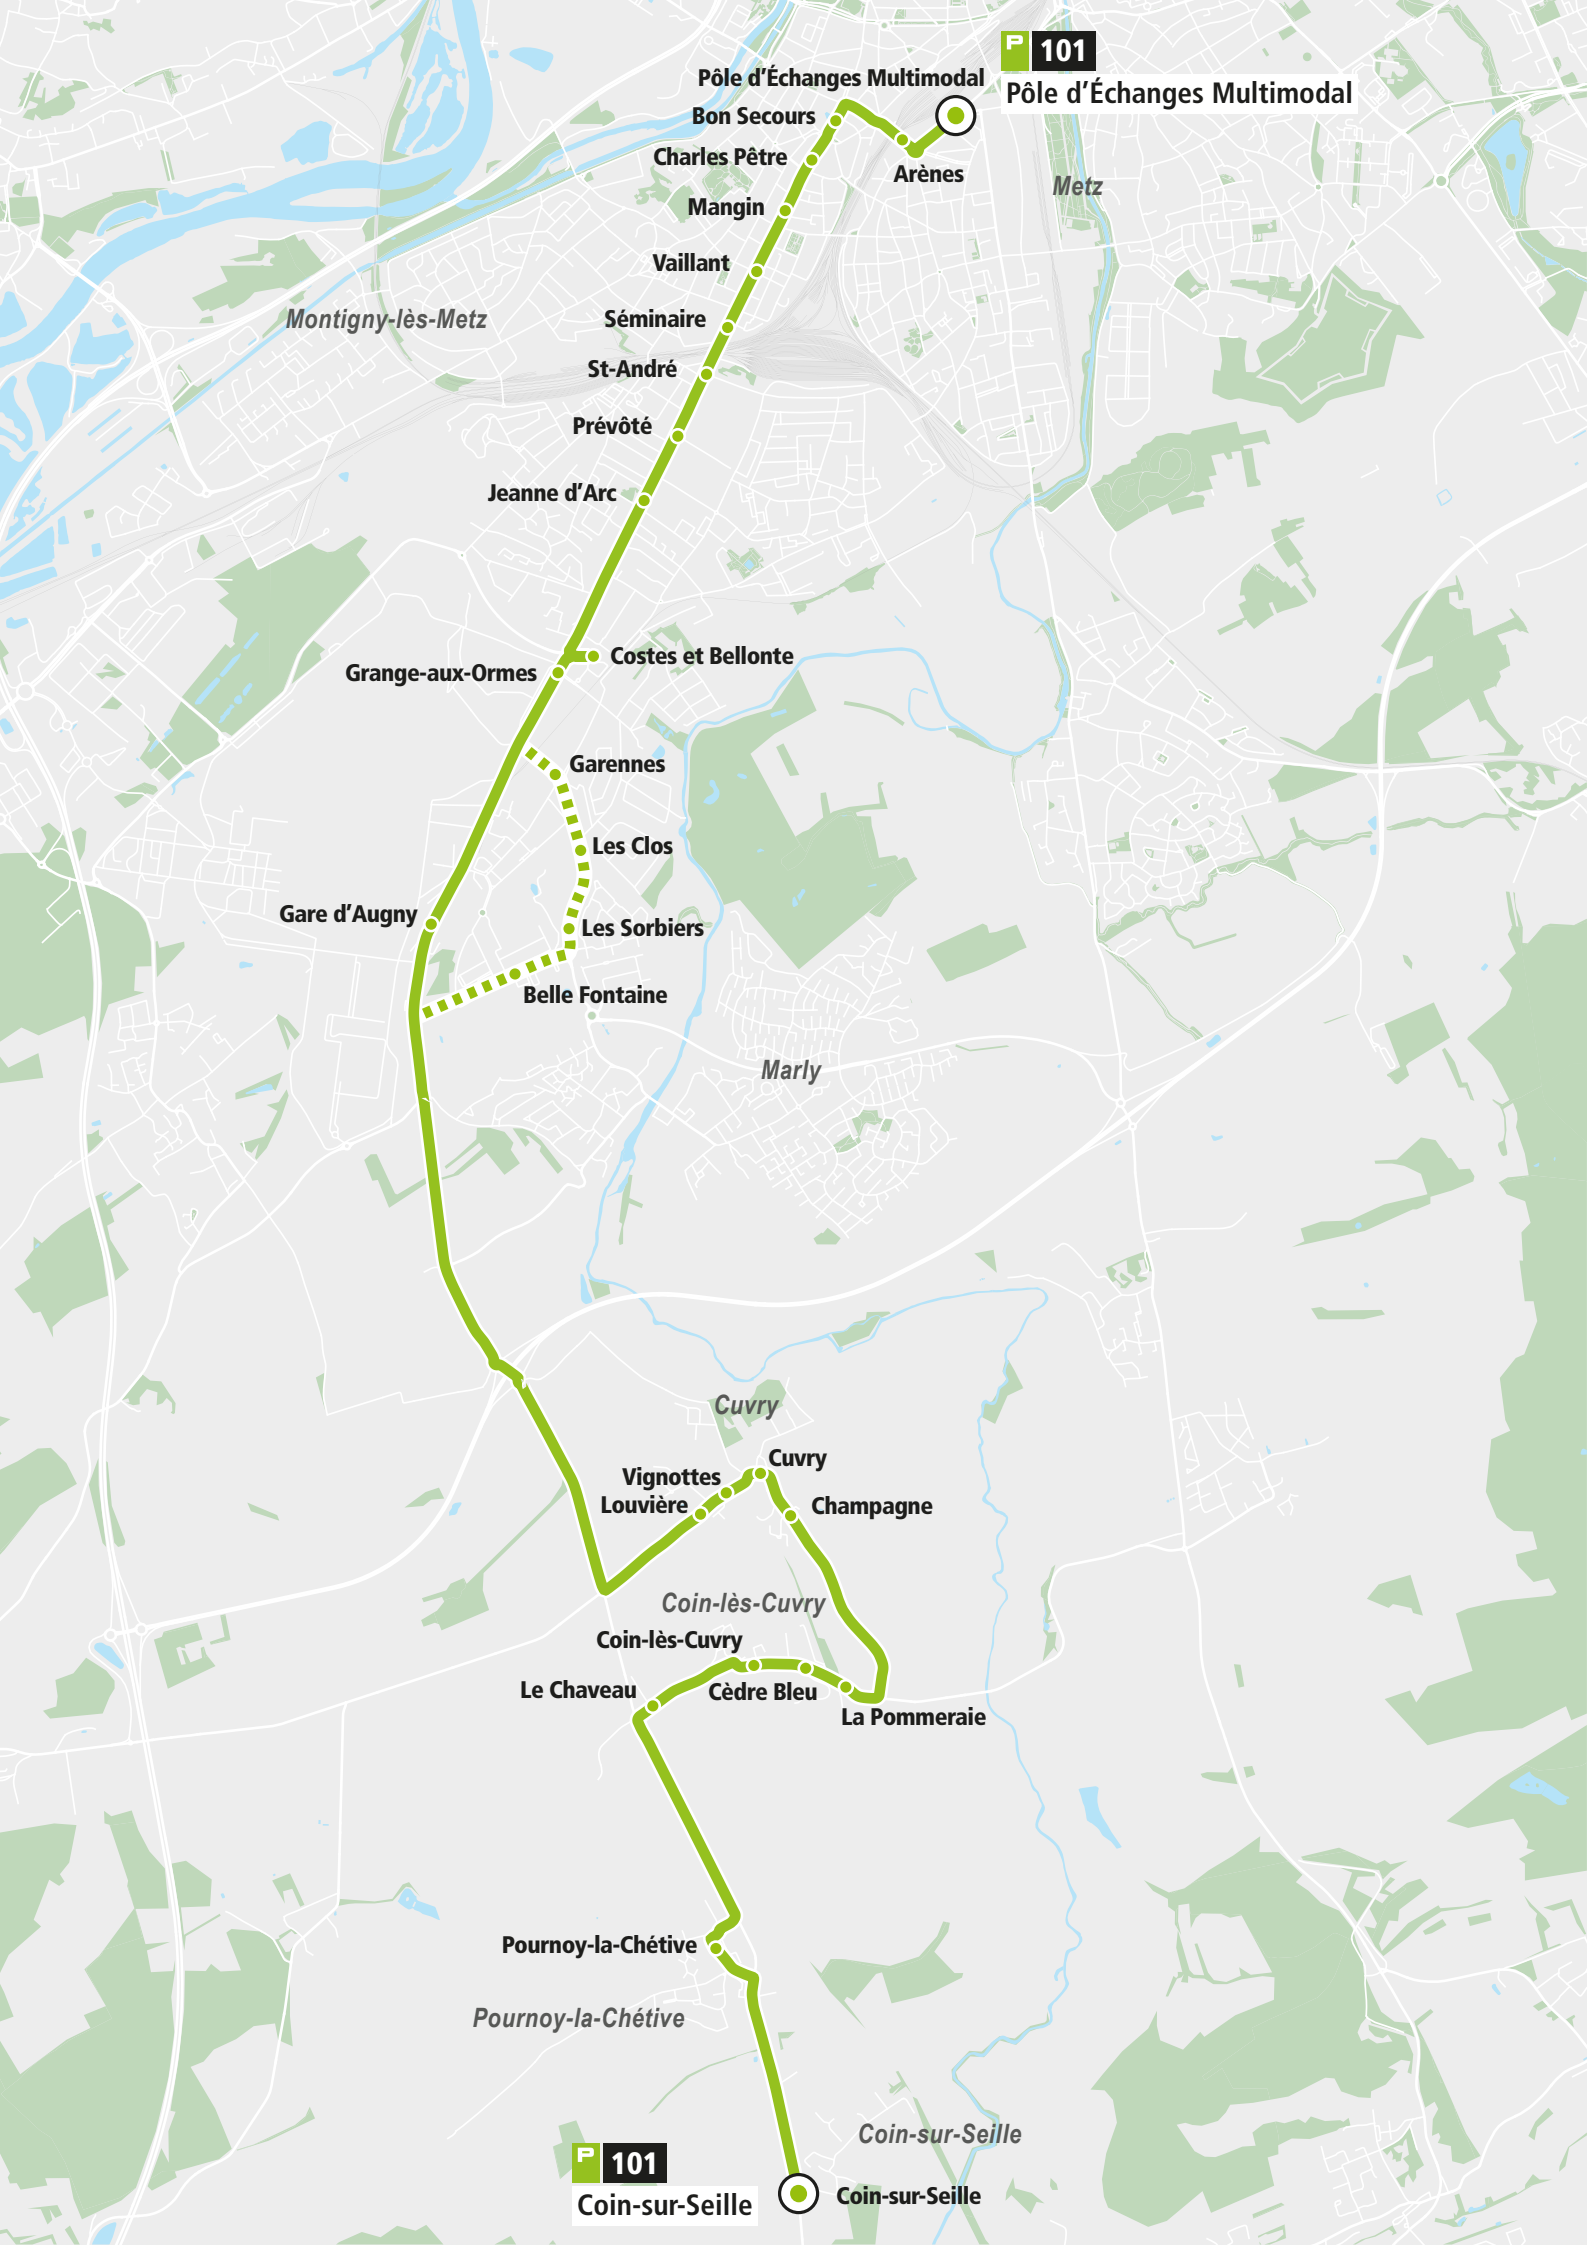 P 101
Pôle d'Échanges Multimodal
Pôle d'Échanges Multimodal
Bon Secours
Charles Pêtre
Arènes
Metz
Mangin
Vaillant
Séminaire
Montigny-lès-Metz
St-André
Prévôté
Jeanne d'Arc
Costes et Bellonte
Grange-aux-Ormes
Garennes
Les Clos
Gare d'Augny
Les Sorbiers
Belle Fontaine
Marly
Cuvry
Cuvry
Vignottes
Louvière
Champagne
Coin-lès-Cuvry
Coin-lès-Cuvry
Le Chaveau
Cèdre Bleu
La Pommeraie
Pournoy-la-Chétive
Pournoy-la-Chétive
Coin-sur-Seille
P 101
Coin-sur-Seille
Coin-sur-Seille